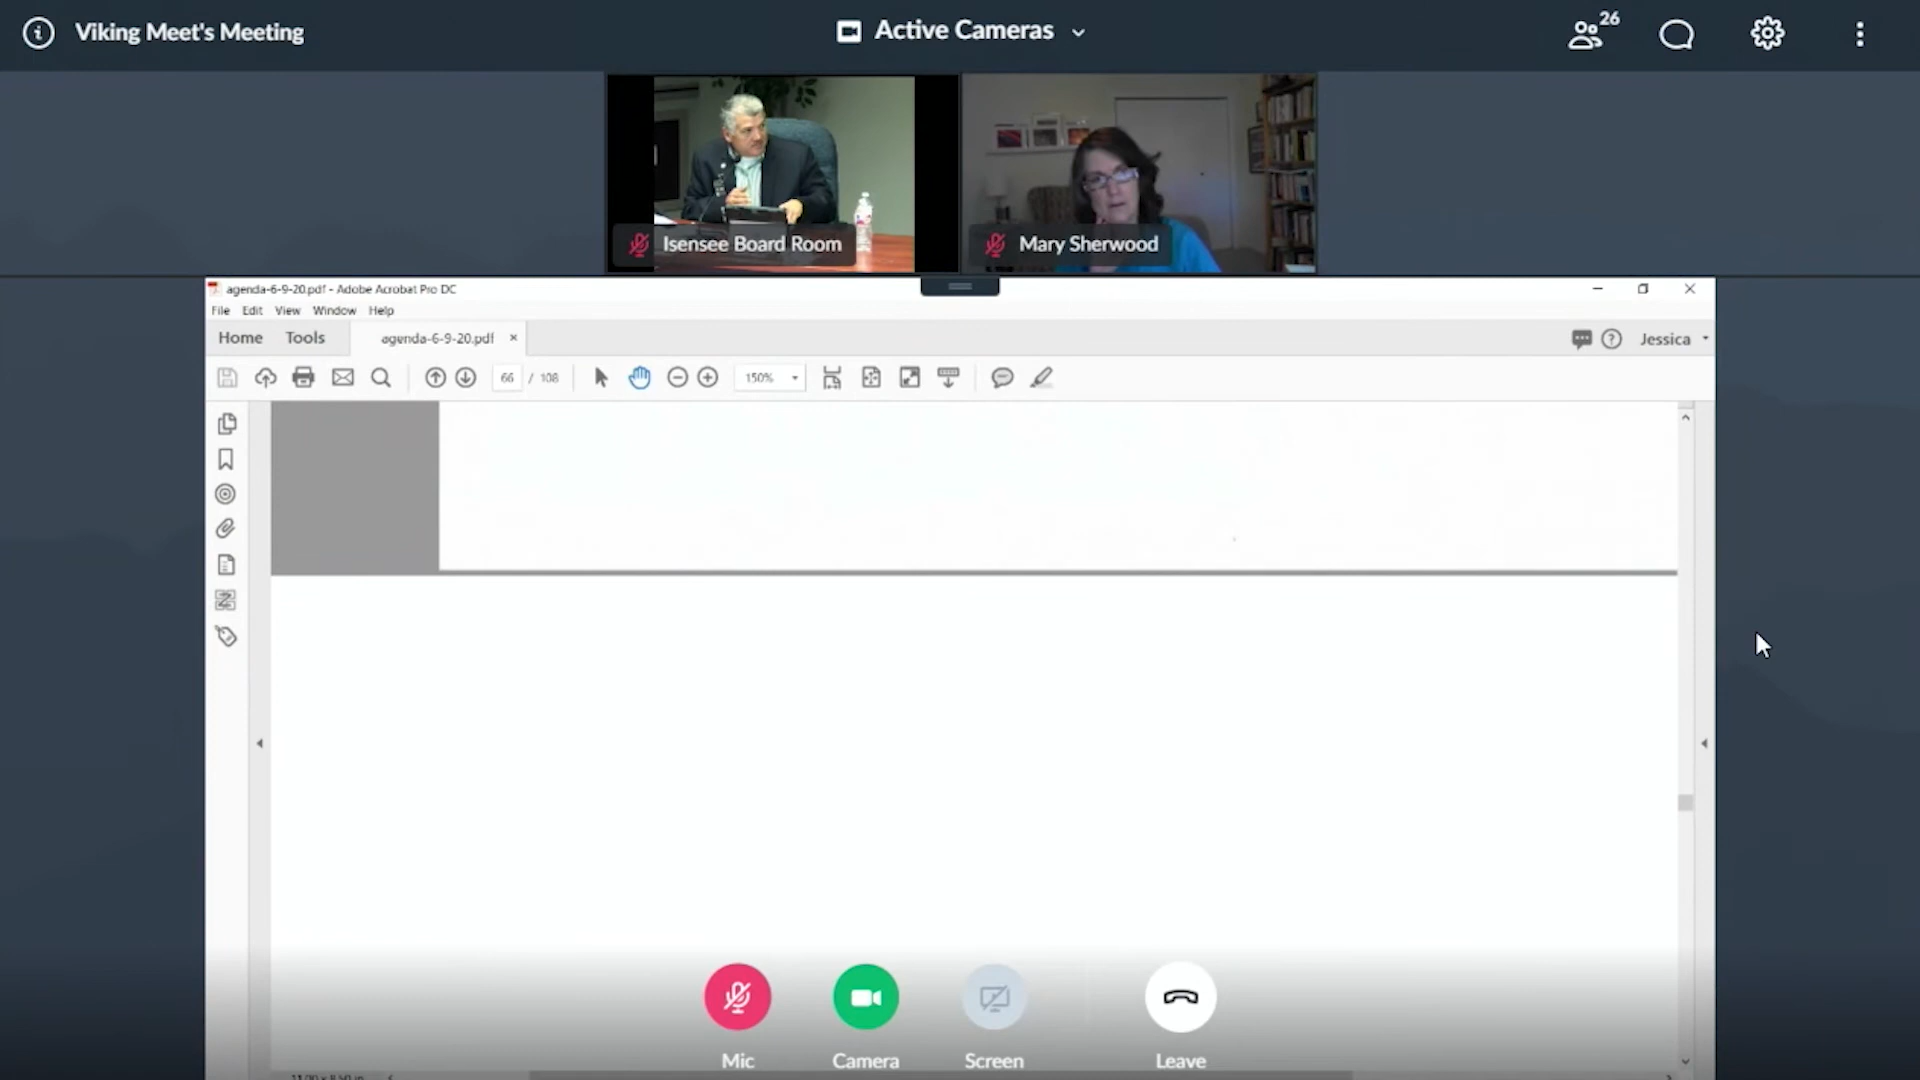 Viking Meet's Meeting
Active Cameras
26
Isensee Board Room
Mary Sherwood
agenda-6-9-20.pdf - Adobe Acrobat Pro DC
File Edit View Window Help
Home Tools agenda-6-9-20.pdf ×
Jessica
66 / 108
150%
Mic Camera Screen Leave